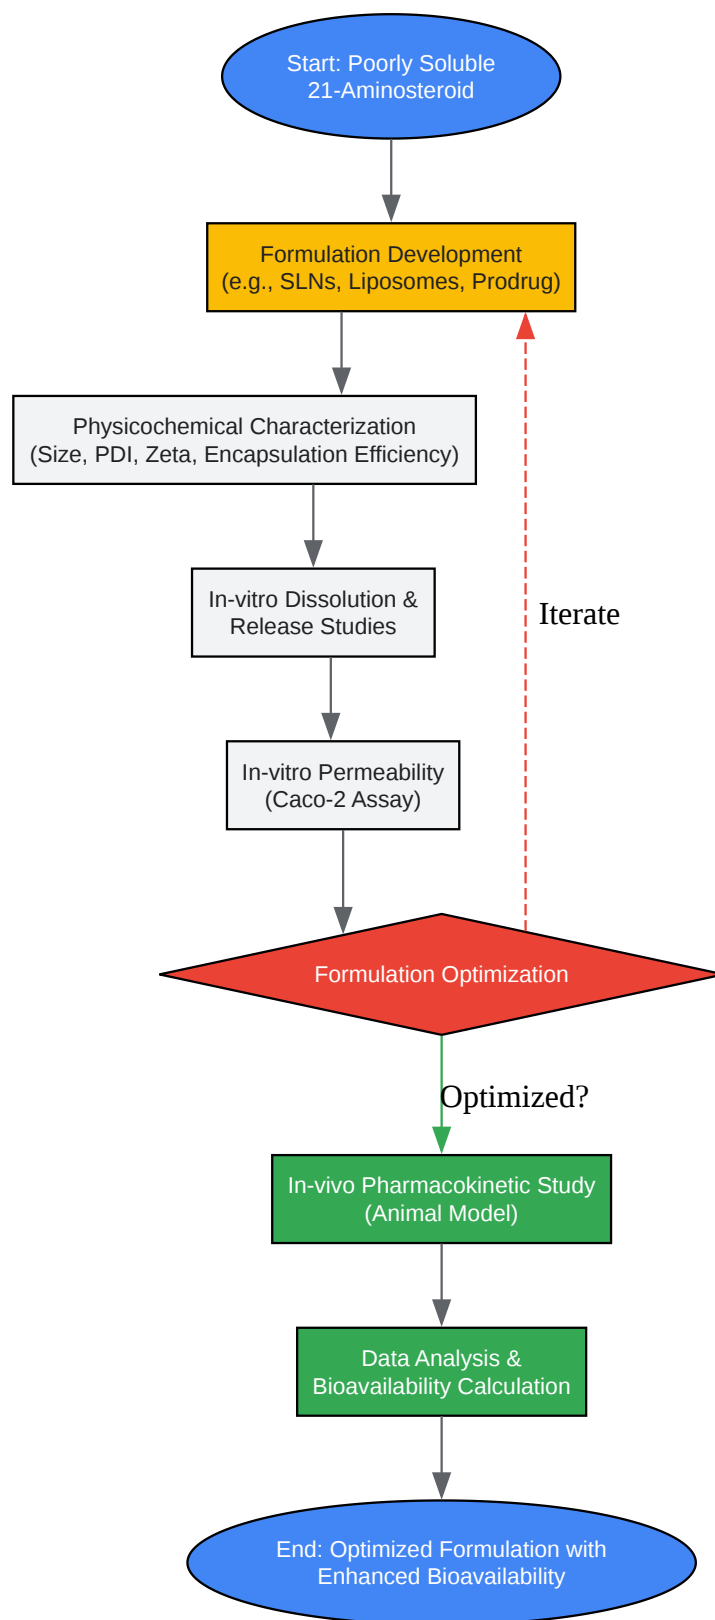 Start: Poorly Soluble
21-Aminosteroid
Formulation Development
(e.g., SLNs, Liposomes, Prodrug)
Physicochemical Characterization
(Size, PDI, Zeta, Encapsulation Efficiency)
In-vitro Dissolution &
Release Studies
Iterate
In-vitro Permeability
(Caco-2 Assay)
Formulation Optimization
Optimized?
In-vivo Pharmacokinetic Study
(Animal Model)
Data Analysis &
Bioavailability Calculation
End: Optimized Formulation with
Enhanced Bioavailability